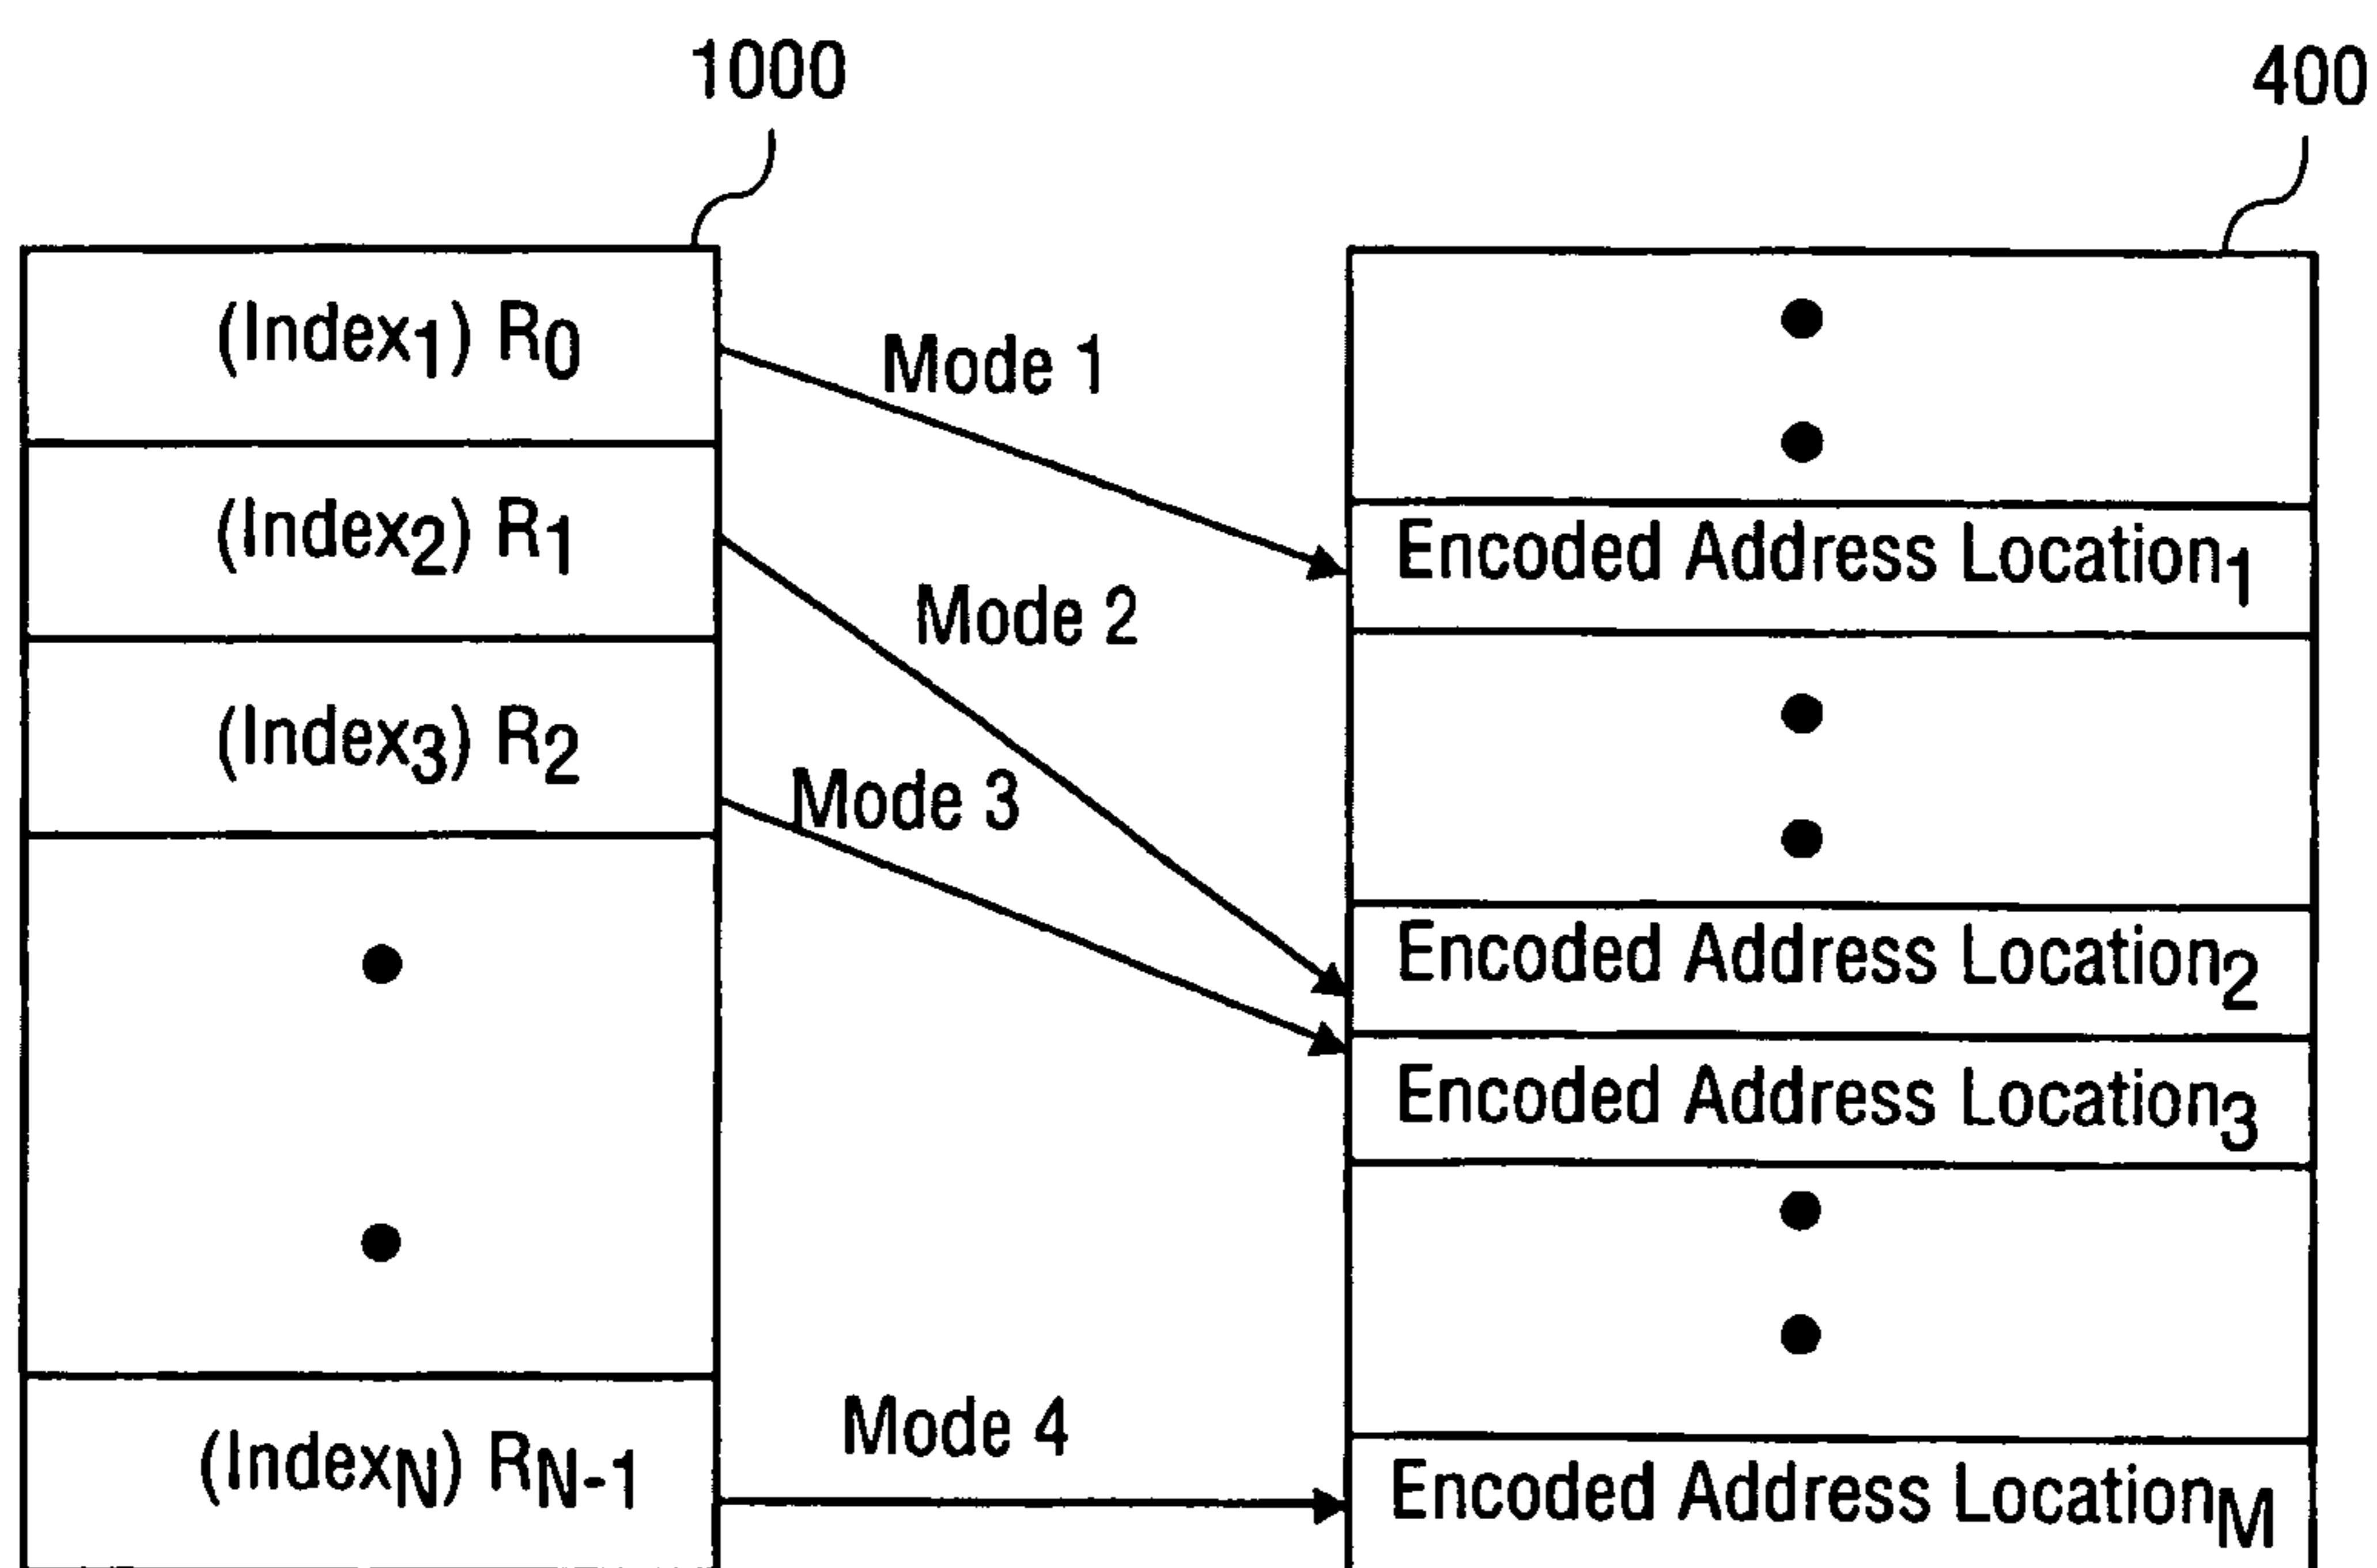 1000
400
(Index1) R0
Mode 1
(Index2) R1
Encoded Address Location1
Mode 2
(Index3) R2
Mode 3
Encoded Address Location2
Encoded Address Location3
Mode 4
(IndexN) RN-1
Encoded Address LocationM